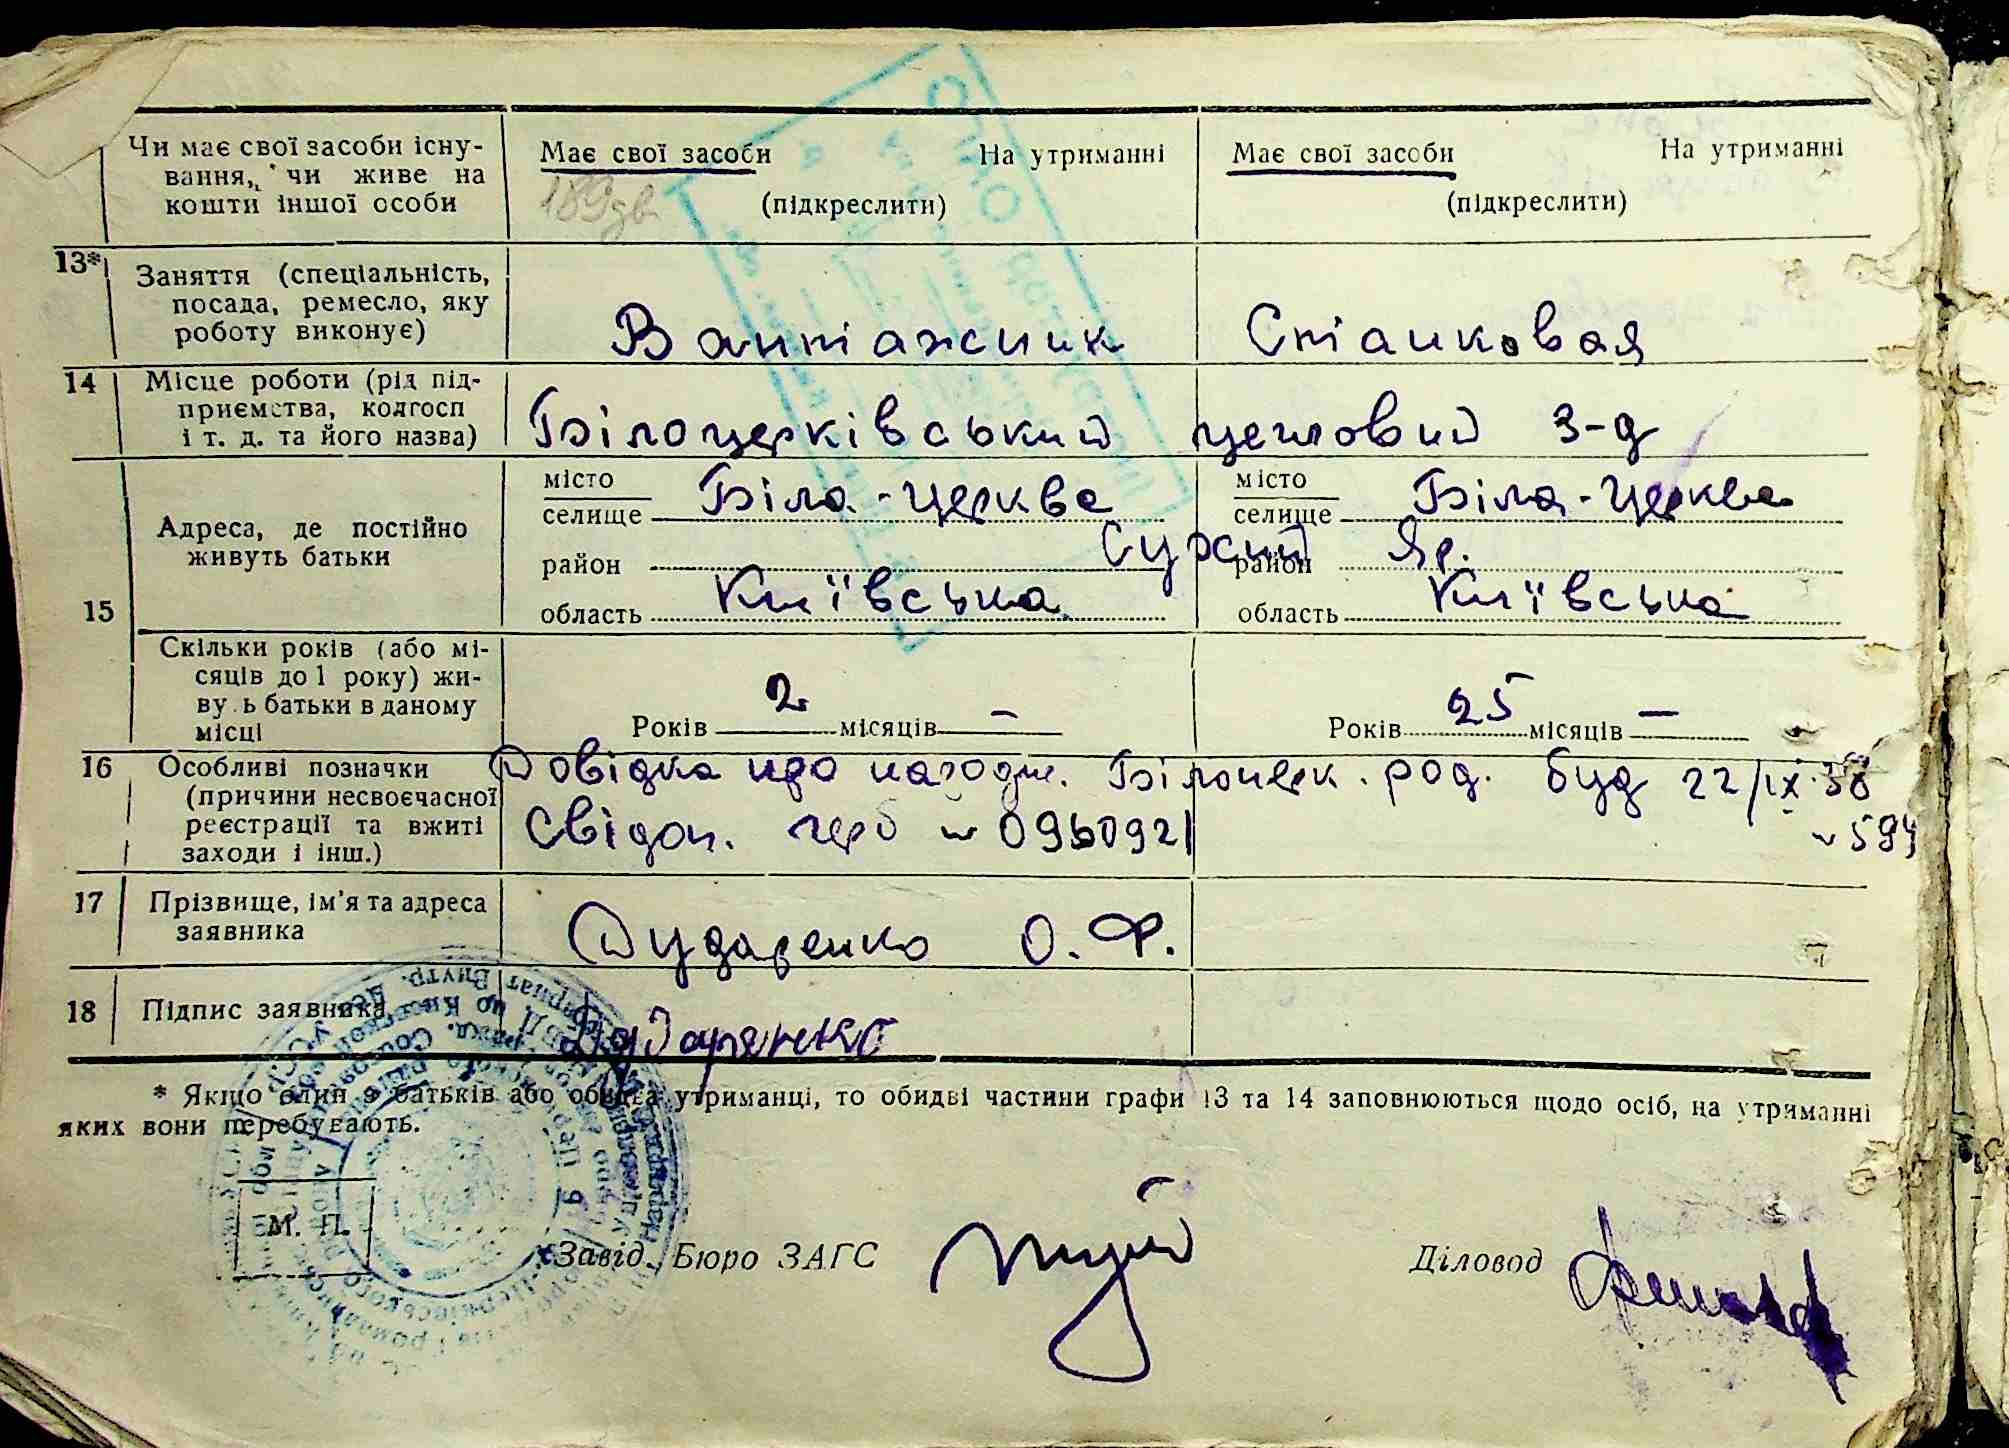 Чи має свої засоби існу-
вання, чи живе на
кошти іншої особи
Має свої засоби На утриманні
(підкреслити)
189дв
Має свої засоби На утриманні
(підкреслити)
13* Заняття (спеціальність,
посада, ремесло, яку
роботу виконує)
Вантажник Станковая
14 Місце роботи (рід під-
приємства, колгосп
і т. д. та його назва)
Білоцерківський цегловий з-д
15
Адреса, де постійно
живуть батьки
місто
селище Біла-Церква
район
область Київська
місто
селище Біла-Церква
Сухий Яр.
район
область Київська
Скільки років (або мі-
сяців до 1 року) жи-
ву ь батьки в даному
місці
Років 2 місяців —
Років 25 місяців —
16 Особливі позначки
(причини несвоєчасної
реєстрації та вжиті
заходи і інш.)
Довідка про народж. Білоцерк. род. буд 22/ІХ.38
№ 594
Свідоц. герб № 0950921
17 Прізвище, ім'я та адреса
заявника
Дударенко О. Ф.
18 Підпис заявника
Дударенко
* Якщо один з батьків або обидва утриманці, то обидві частини графи 13 та 14 заповнюються щодо осіб, на утриманні
яких вони перебувають.
М. П.
Завід. Бюро ЗАГС
Діловод